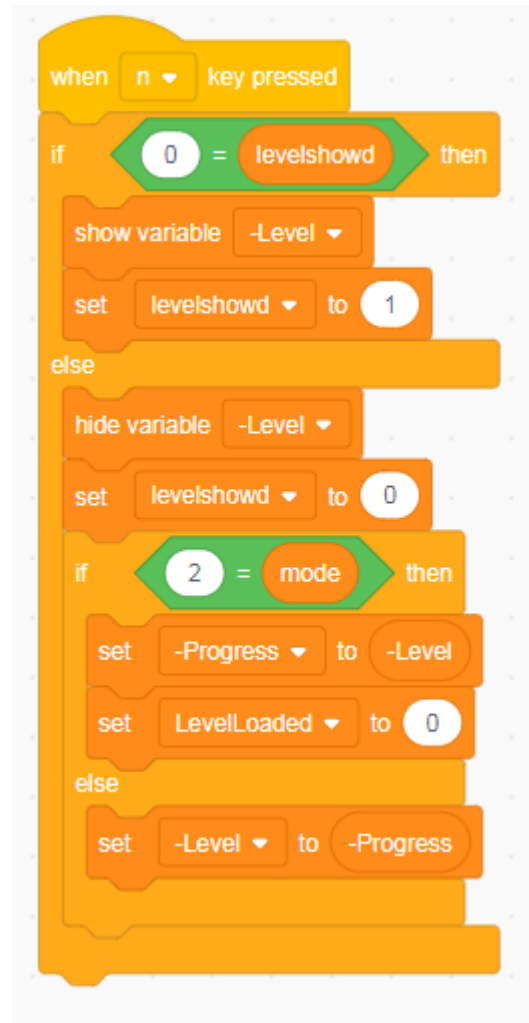 when n key pressed
if 0 = levelshowd then
show variable -Level
set levelshowd to 1
else
hide variable -Level
set levelshowd to 0
if 2 = mode then
set -Progress to -Level
set LevelLoaded to 0
else
set -Level to -Progress